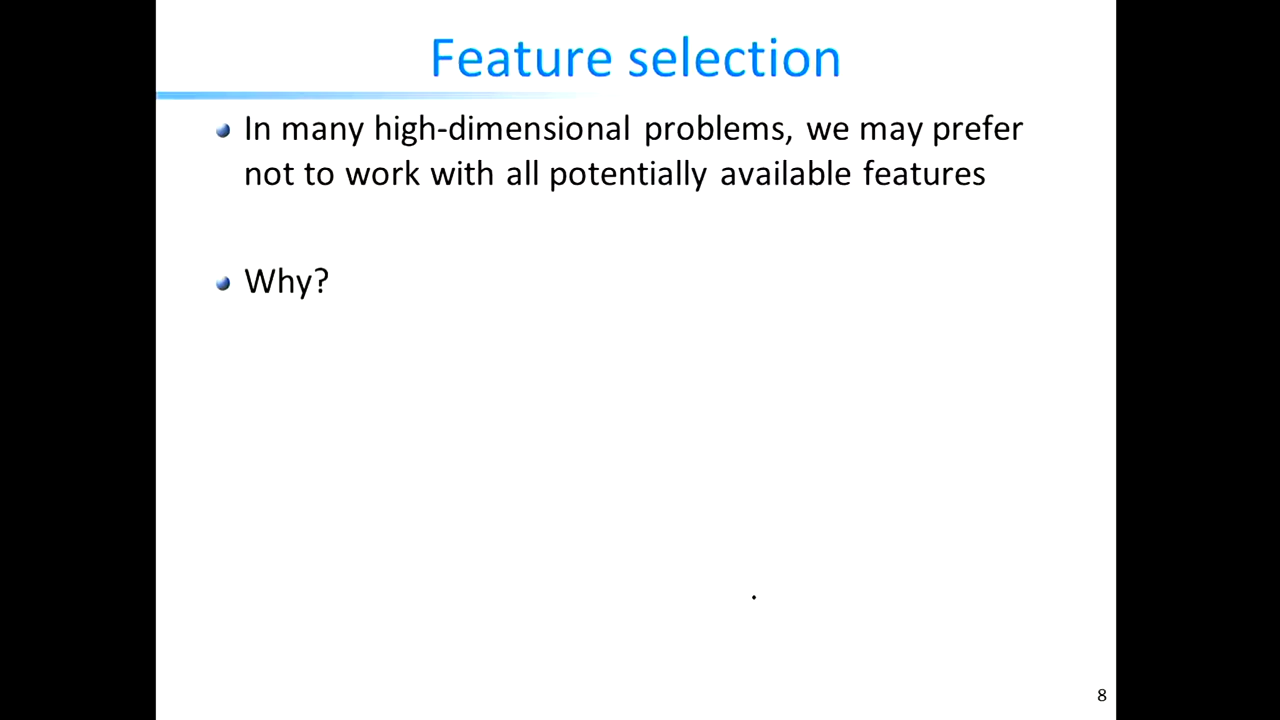 Feature selection
In many high-dimensional problems, we may prefer
not to work with all potentially available features
Why?
8